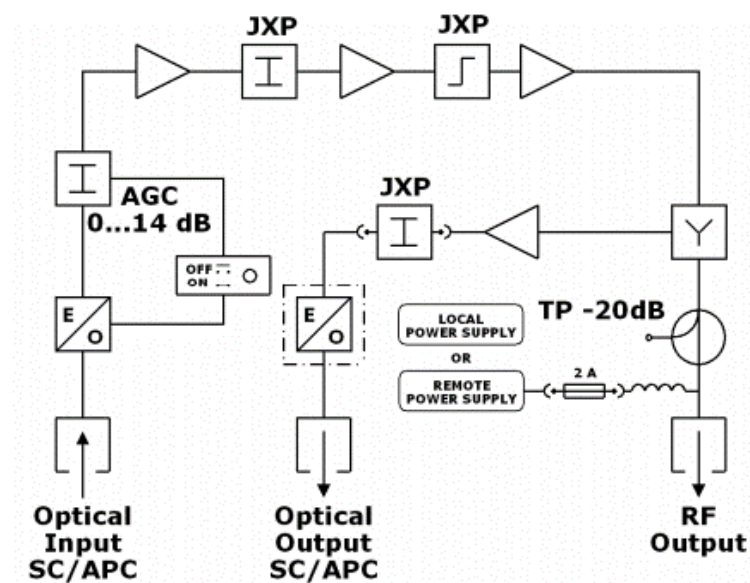 JXP
JXP
AGC
0...14 dB
JXP
OFF
ON
E
O
E
O
Y
TP -20dB
LOCAL
POWER SUPPLY
OR
REMOTE
POWER SUPPLY
2 A
Optical
Input
SC/APC
Optical
Output
SC/APC
RF
Output